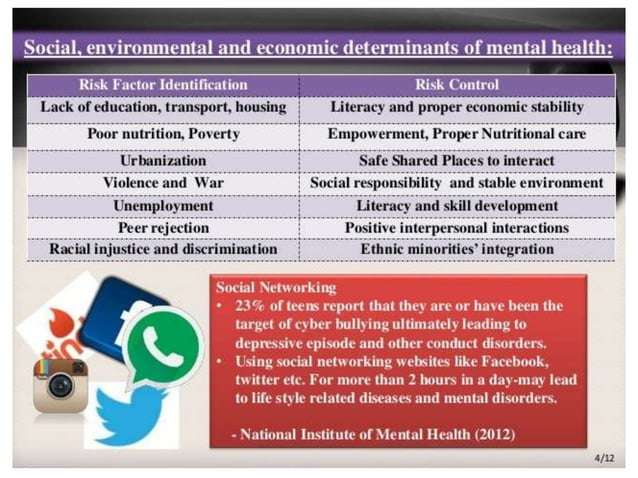 Social, environmental and economic determinants of mental health:
Risk Factor Identification Risk Control
Lack of education, transport, housing Literacy and proper economic stability
Poor nutrition, Poverty Empowerment, Proper Nutritional care
Urbanization Safe Shared Places to interact
Violence and War Social responsibility and stable environment
Unemployment Literacy and skill development
Peer rejection Positive interpersonal interactions
Racial injustice and discrimination Ethnic minorities' integration
Social Networking
• 23% of teens report that they are or have been the
target of cyber bullying ultimately leading to
depressive episode and other conduct disorders.
• Using social networking websites like Facebook,
twitter etc. For more than 2 hours in a day-may lead
to life style related diseases and mental disorders.
- National Institute of Mental Health (2012)
4/12